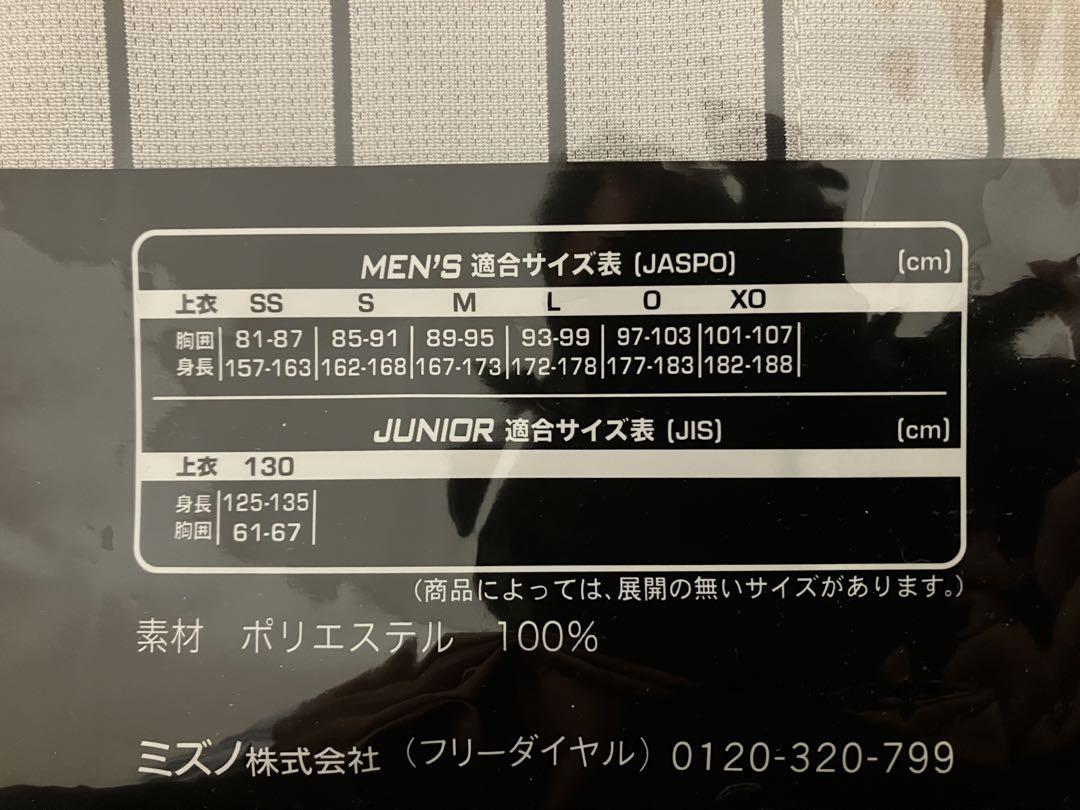 MEN'S 適合サイズ表 (JASPO) (cm)
上衣 SS S M L O XO
胸囲 81-87 85-91 89-95 93-99 97-103 101-107
身長 157-163 162-168 167-173 172-178 177-183 182-188
JUNIOR 適合サイズ表 (JIS) (cm)
上衣 130
身長 125-135
胸囲 61-67
(商品によっては、展開の無いサイズがあります。)
素材 ポリエステル 100%
ミズノ株式会社 (フリーダイヤル) 0120-320-799